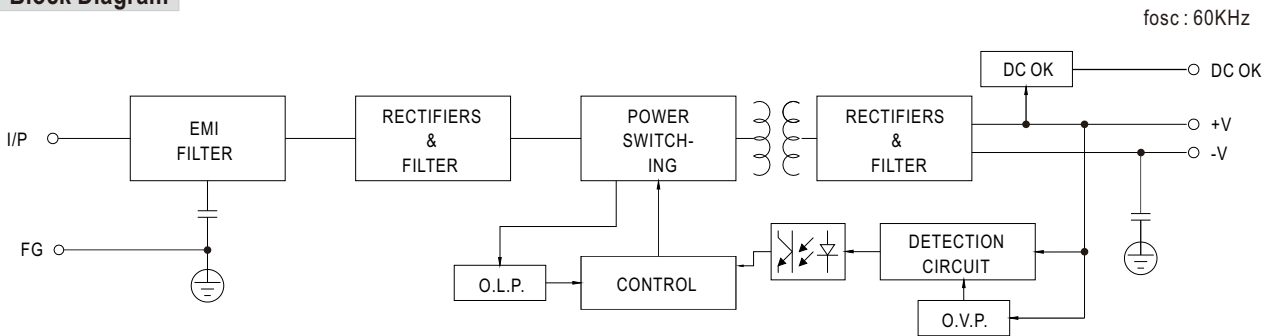 Block Diagram
fosc : 60KHz
DC OK
DC OK
I/P
EMI
FILTER
RECTIFIERS
&
FILTER
POWER
SWITCH-
ING
RECTIFIERS
&
FILTER
+V
-V
FG
O.L.P.
CONTROL
DETECTION
CIRCUIT
O.V.P.